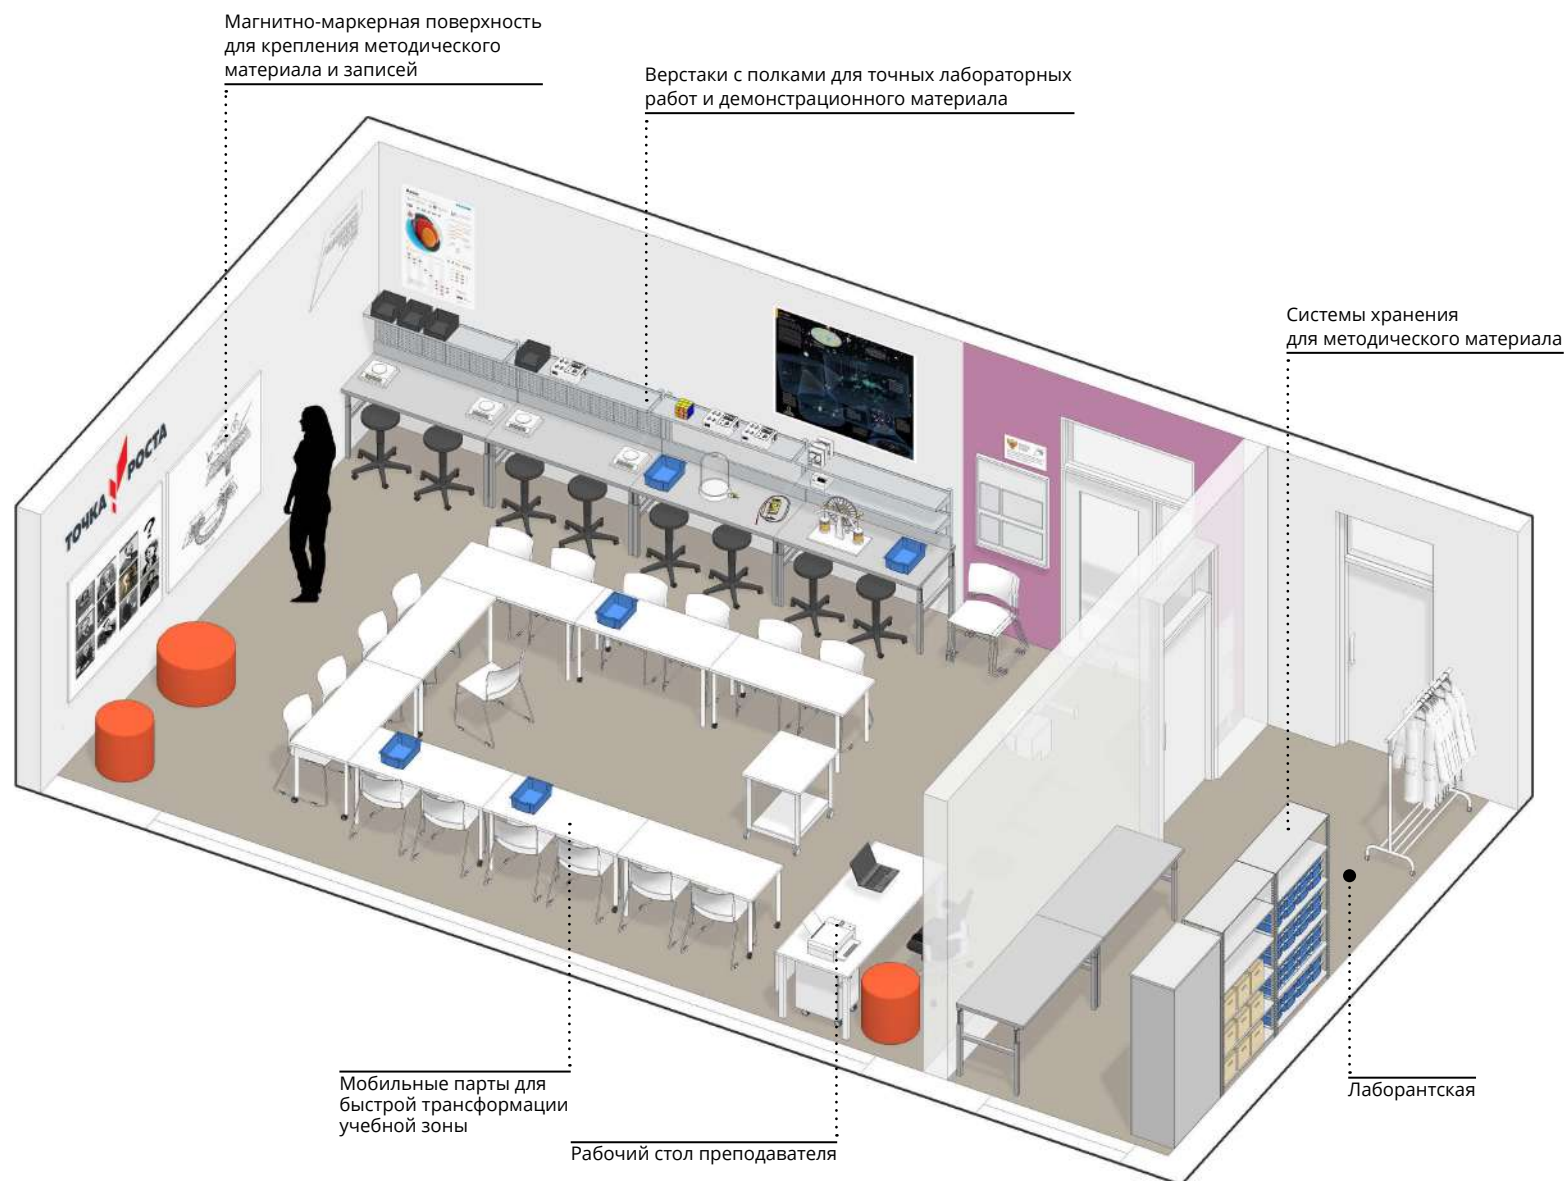 Магнитно-маркерная поверхность
для крепления методического
материала и записей
Верстаки с полками для точных лабораторных
работ и демонстрационного материала
Системы хранения
для методического материала
ТОЧКА РОСТА
?
Мобильные парты для
быстрой трансформации
учебной зоны
Рабочий стол преподавателя
Лаборантская